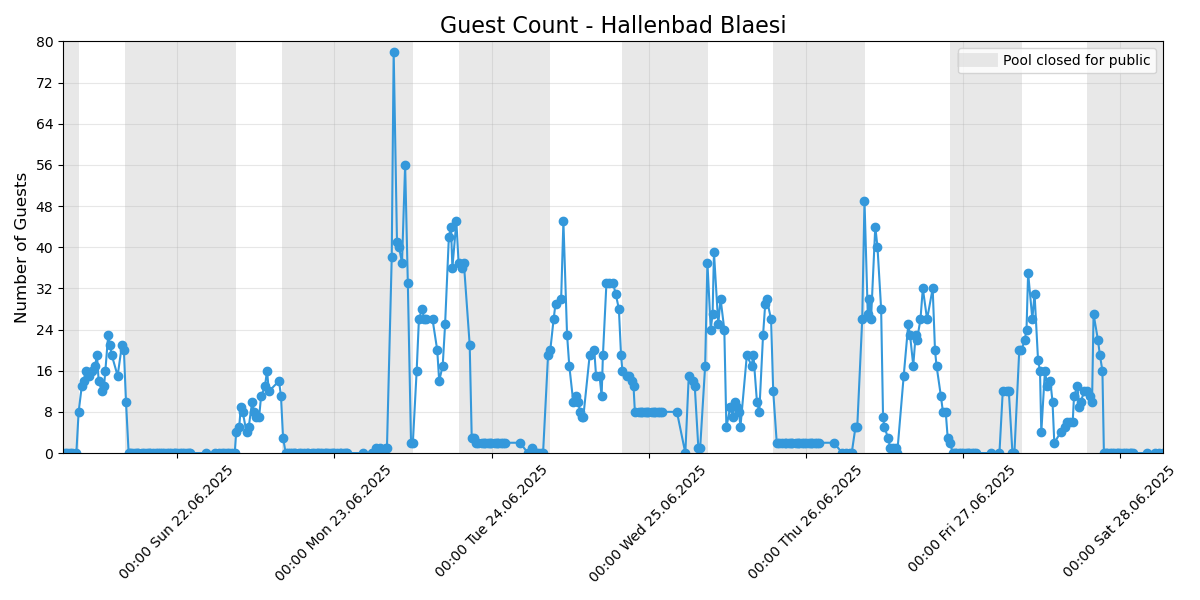 Guest Count - Hallenbad Blaesi
Pool closed for public
Number of Guests
80
72
64
56
48
40
32
24
16
8
0
00:00 Sun 22.06.2025
00:00 Mon 23.06.2025
00:00 Tue 24.06.2025
00:00 Wed 25.06.2025
00:00 Thu 26.06.2025
00:00 Fri 27.06.2025
00:00 Sat 28.06.2025